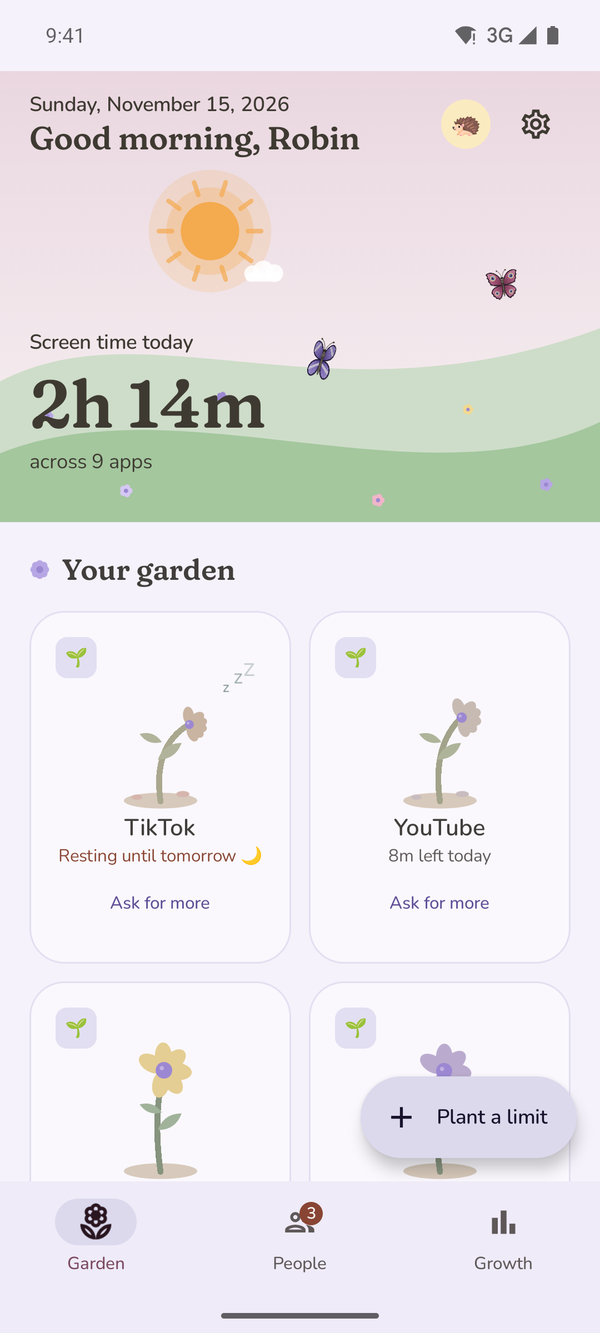 9:41
3G
Sunday, November 15, 2026
Good morning, Robin
Screen time today
2h 14m
across 9 apps
Your garden
z z Z
TikTok
Resting until tomorrow 🌙
Ask for more
YouTube
8m left today
Ask for more
+ Plant a limit
3
Garden
People
Growth